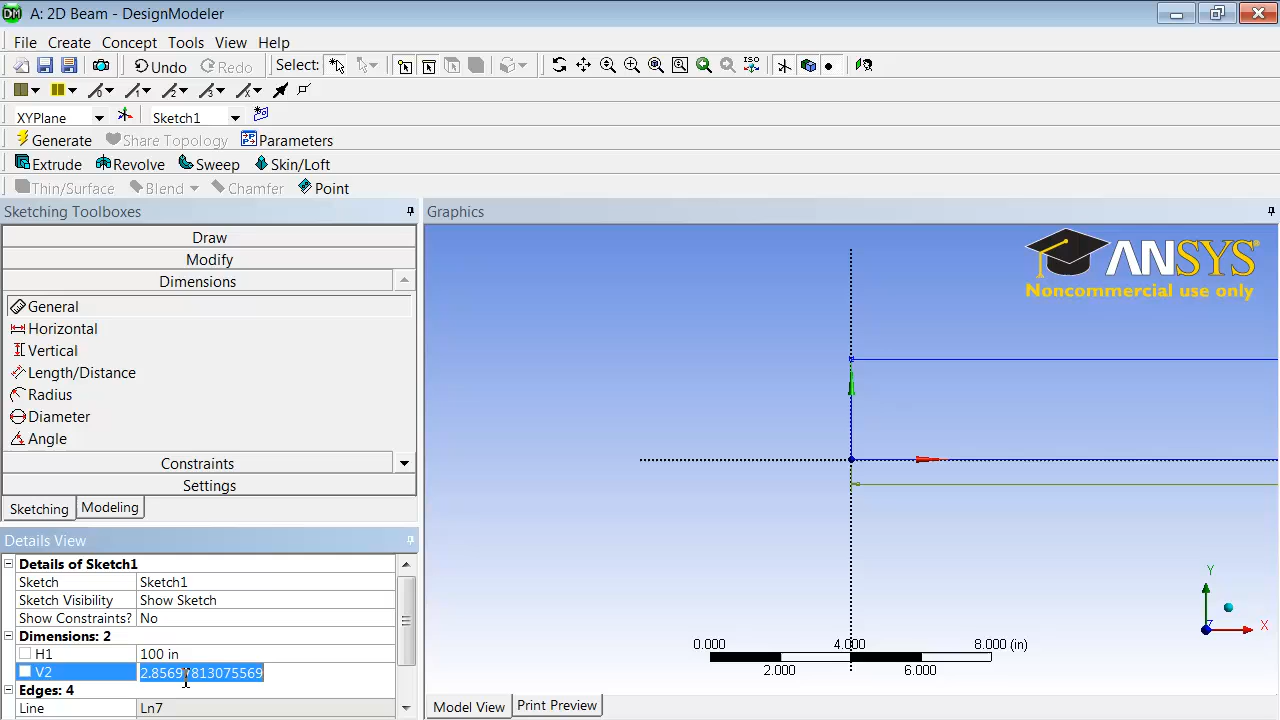 DM A: 2D Beam - DesignModeler
File Create Concept Tools View Help
Undo Redo Select: ISO
XYPlane Sketch1
Generate Share Topology Parameters
Extrude Revolve Sweep Skin/Loft
Thin/Surface Blend Chamfer Point
Sketching Toolboxes
Draw
Modify
Dimensions
General
Horizontal
Vertical
Length/Distance
Radius
Diameter
Angle
Constraints
Settings
Sketching Modeling
Details View
Details of Sketch1
Sketch Sketch1
Sketch Visibility Show Sketch
Show Constraints? No
Dimensions: 2
H1 100 in
V2 2.85697813075569
Edges: 4
Line Ln7
Graphics
ANSYS
Noncommercial use only
Y
X
Z
0.000 4.000 8.000 (in)
2.000 6.000
Model View Print Preview